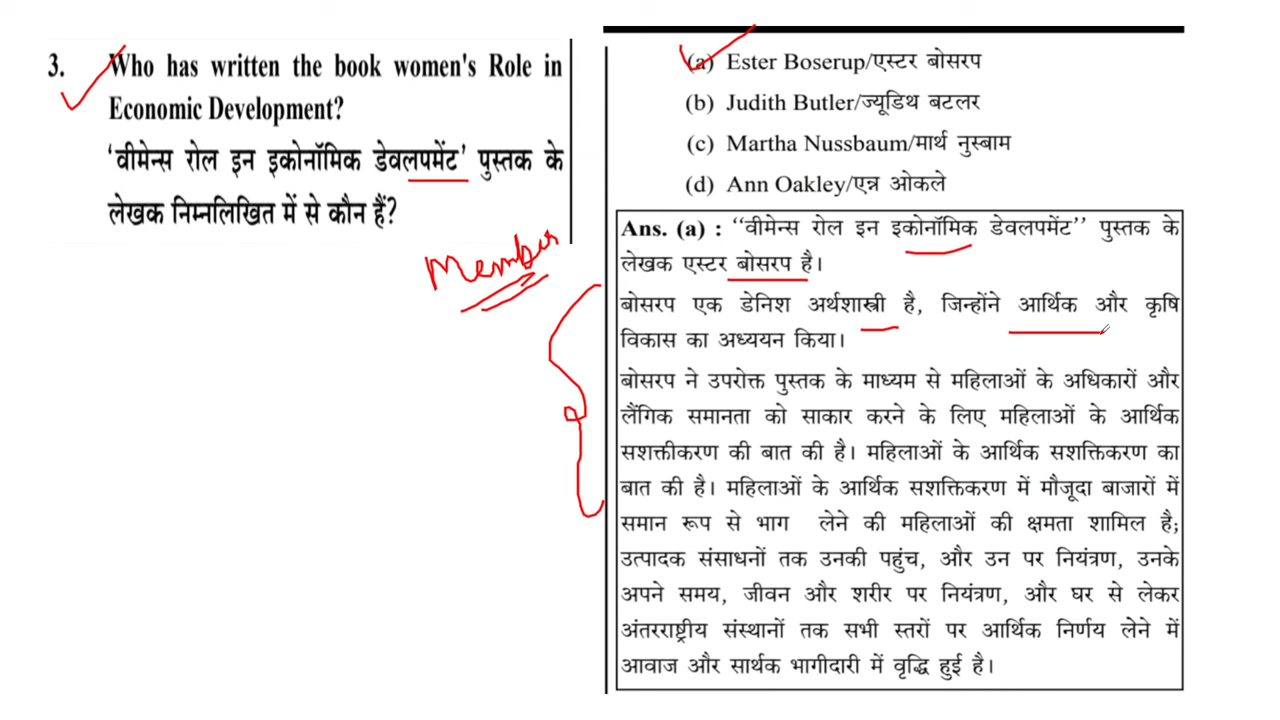 3. Who has written the book women's Role in
Economic Development?
'वीमेन्स रोल इन इकोनॉमिक डेवलपमेंट' पुस्तक के
लेखक निम्नलिखित में से कौन हैं?
Member
(a) Ester Boserup/एस्टर बोसरप
(b) Judith Butler/ज्यूडिथ बटलर
(c) Martha Nussbaum/मार्थ नुस्बाम
(d) Ann Oakley/एन्न ओकले
Ans. (a) : "वीमेन्स रोल इन इकोनॉमिक डेवलपमेंट" पुस्तक के
लेखक एस्टर बोसरप है।
बोसरप एक डेनिश अर्थशास्त्री है, जिन्होंने आर्थिक और कृषि
विकास का अध्ययन किया।
बोसरप ने उपरोक्त पुस्तक के माध्यम से महिलाओं के अधिकारों और
लैंगिक समानता को साकार करने के लिए महिलाओं के आर्थिक
सशक्तीकरण की बात की है। महिलाओं के आर्थिक सशक्तिकरण का
बात की है। महिलाओं के आर्थिक सशक्तिकरण में मौजूदा बाजारों में
समान रूप से भाग लेने की महिलाओं की क्षमता शामिल है;
उत्पादक संसाधनों तक उनकी पहुंच, और उन पर नियंत्रण, उनके
अपने समय, जीवन और शरीर पर नियंत्रण, और घर से लेकर
अंतरराष्ट्रीय संस्थानों तक सभी स्तरों पर आर्थिक निर्णय लेने में
आवाज और सार्थक भागीदारी में वृद्धि हुई है।